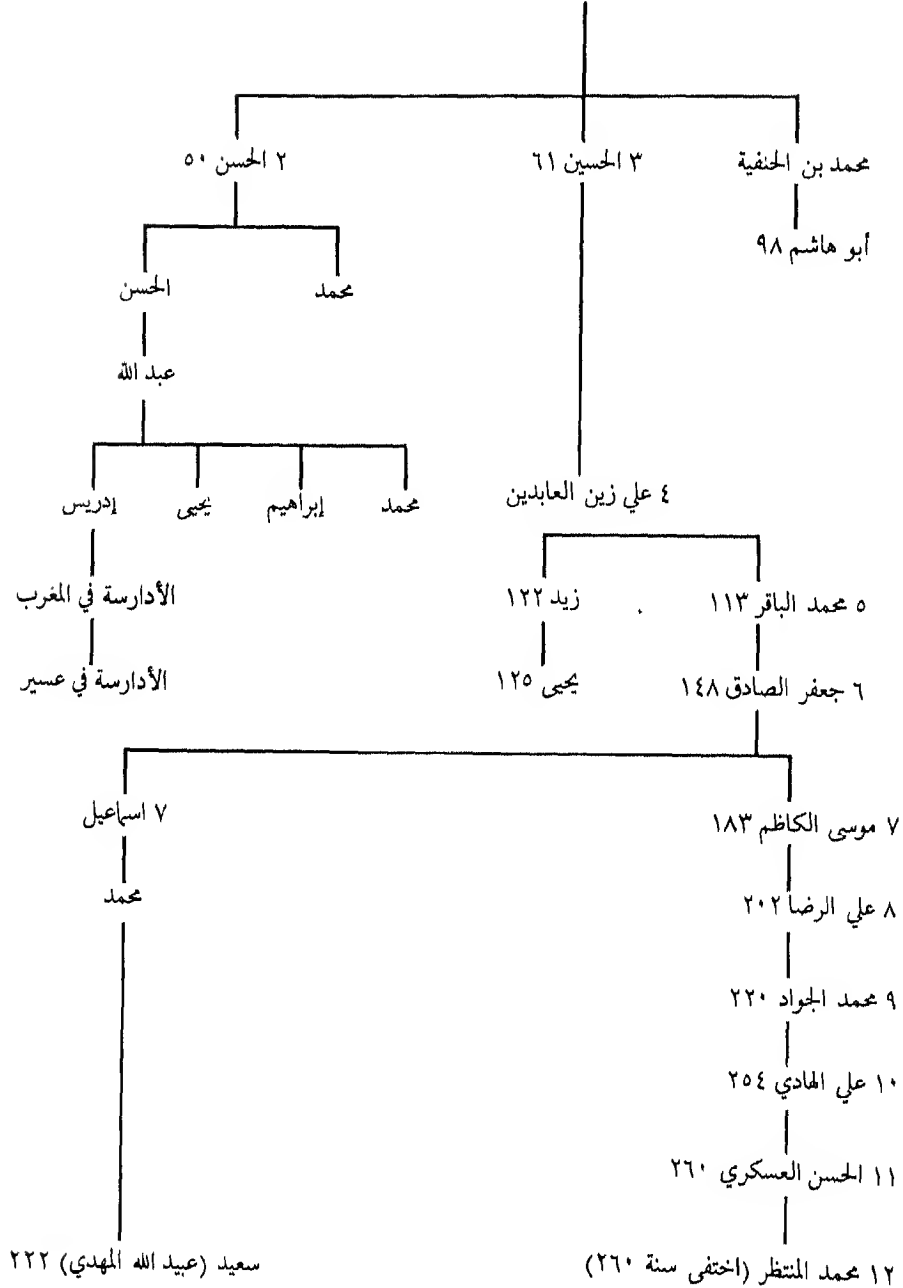 محمد بن الحنفية ٣ الحسين ٦١ ٢ الحسن ٥٠
أبو هاشم ٩٨
محمد الحسن
عبد الله
٤ علي زين العابدين
محمد إبراهيم يحيى إدريس
٥ محمد الباقر ١١٣ زيد ١٢٢ الأدارسة في المغرب
٦ جعفر الصادق ١٤٨ يحيى ١٢٥ الأدارسة في عسير
٧ موسى الكاظم ١٨٣ ٧ اسماعيل
٨ علي الرضا ٢٠٢ محمد
٩ محمد الجواد ٢٢٠
١٠ علي الهادي ٢٥٤
١١ الحسن العسكري ٢٦٠
١٢ محمد المنتظر (اختفى سنة ٢٦٠) سعيد (عبيد الله المهدي) ٢٢٢